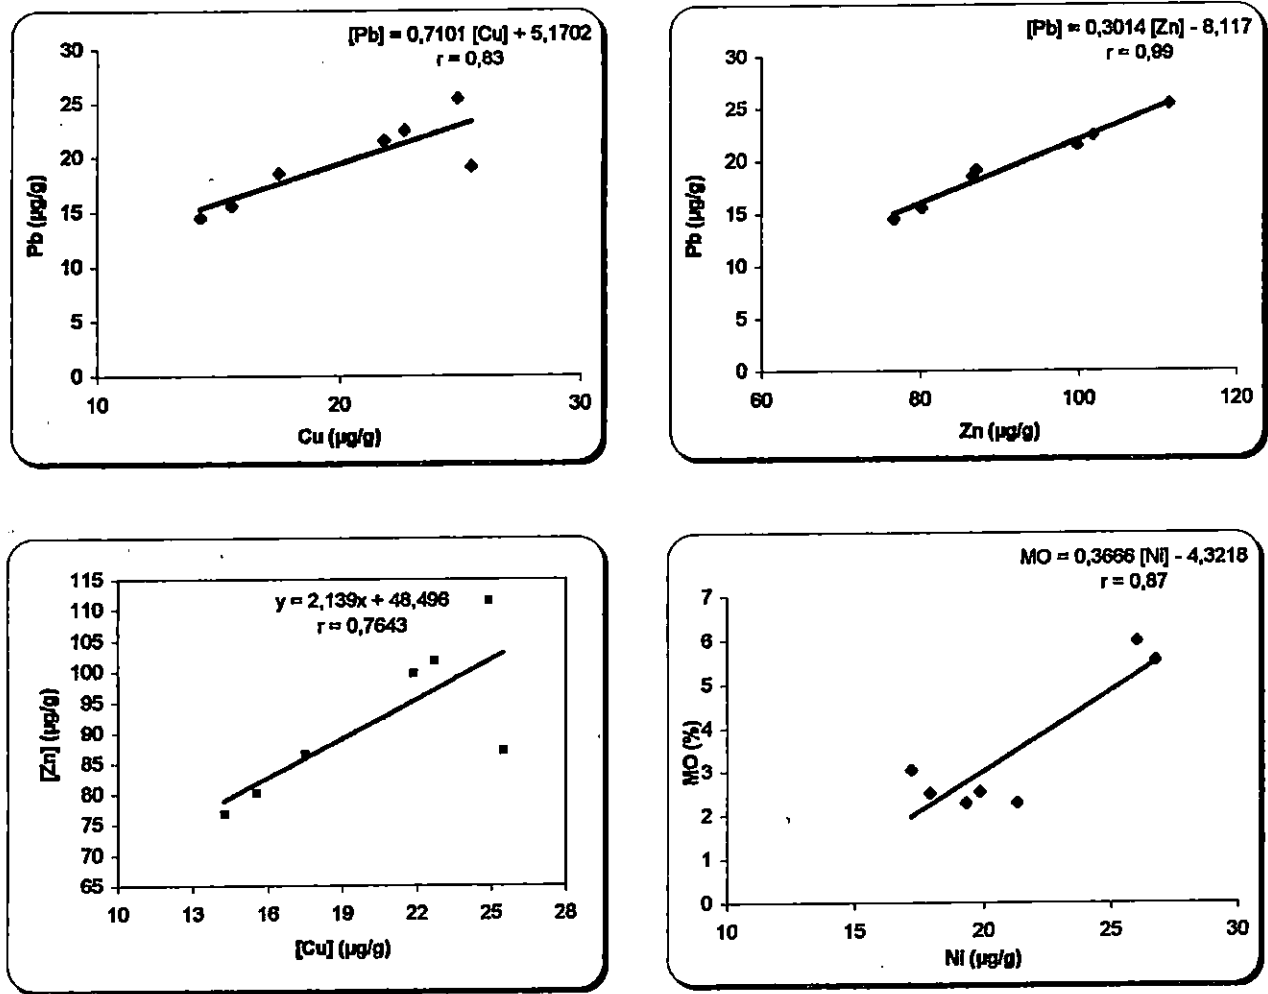 [Pb] = 0,7101 [Cu] + 5,1702
r = 0,83
30
25
20
15
10
5
0
Pb (µg/g)
10 20 30
Cu (µg/g)
[Pb] = 0,3014 [Zn] - 8,117
r = 0,99
30
25
20
15
10
5
0
Pb (µg/g)
60 80 100 120
Zn (µg/g)
y = 2,139x + 48,498
r = 0,7643
115
110
105
100
95
90
85
80
75
70
65
[Zn] (µg/g)
10 13 16 19 22 25 28
[Cu] (µg/g)
MO = 0,3666 [Ni] - 4,3218
r = 0,87
7
6
5
4
3
2
1
0
MO (%)
10 15 20 25 30
Ni (µg/g)